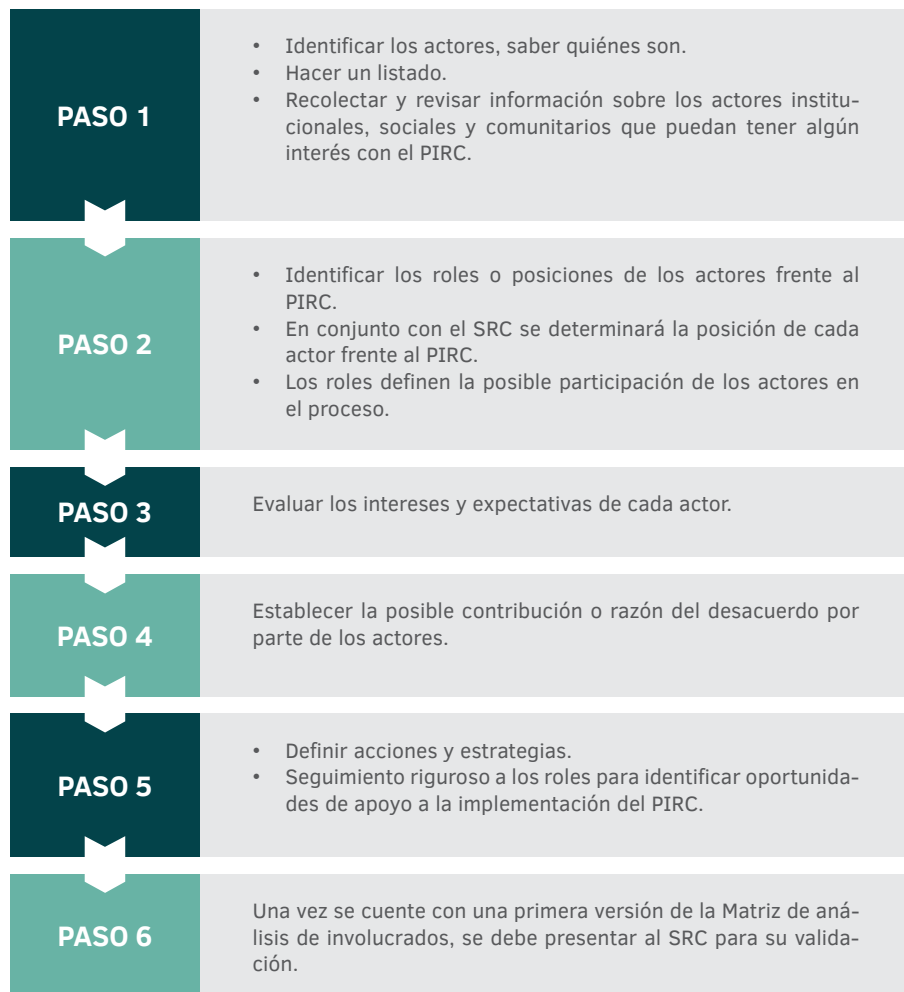 PASO 1
• Identificar los actores, saber quiénes son.
• Hacer un listado.
• Recolectar y revisar información sobre los actores institu-
cionales, sociales y comunitarios que puedan tener algún
interés con el PIRC.
PASO 2
• Identificar los roles o posiciones de los actores frente al
PIRC.
• En conjunto con el SRC se determinará la posición de cada
actor frente al PIRC.
• Los roles definen la posible participación de los actores en
el proceso.
PASO 3
Evaluar los intereses y expectativas de cada actor.
PASO 4
Establecer la posible contribución o razón del desacuerdo por
parte de los actores.
PASO 5
• Definir acciones y estrategias.
• Seguimiento riguroso a los roles para identificar oportunida-
des de apoyo a la implementación del PIRC.
PASO 6
Una vez se cuente con una primera versión de la Matriz de aná-
lisis de involucrados, se debe presentar al SRC para su valida-
ción.